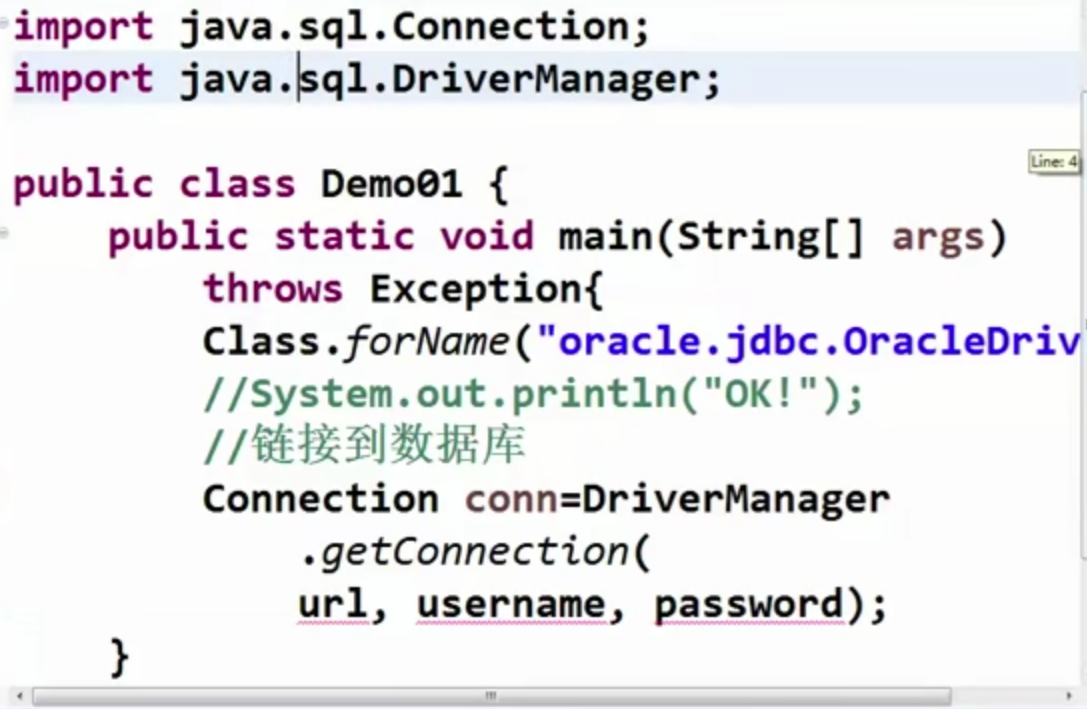 import java.sql.Connection;
import java.sql.DriverManager;
Line: 4
public class Demo01 {
public static void main(String[] args)
throws Exception{
Class.forName("oracle.jdbc.OracleDriv
//System.out.println("OK!");
//链接到数据库
Connection conn=DriverManager
.getConnection(
url, username, password);
}